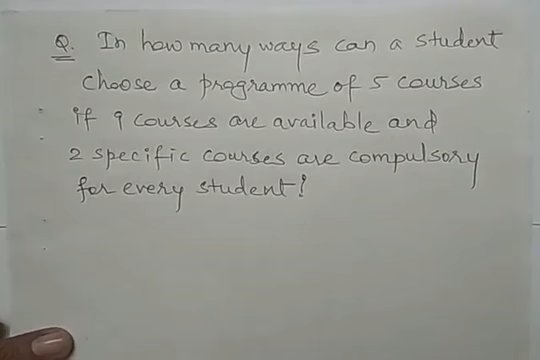 Q. In how many ways can a student
choose a programme of 5 courses
if 9 courses are available and
2 specific courses are compulsory
for every student?